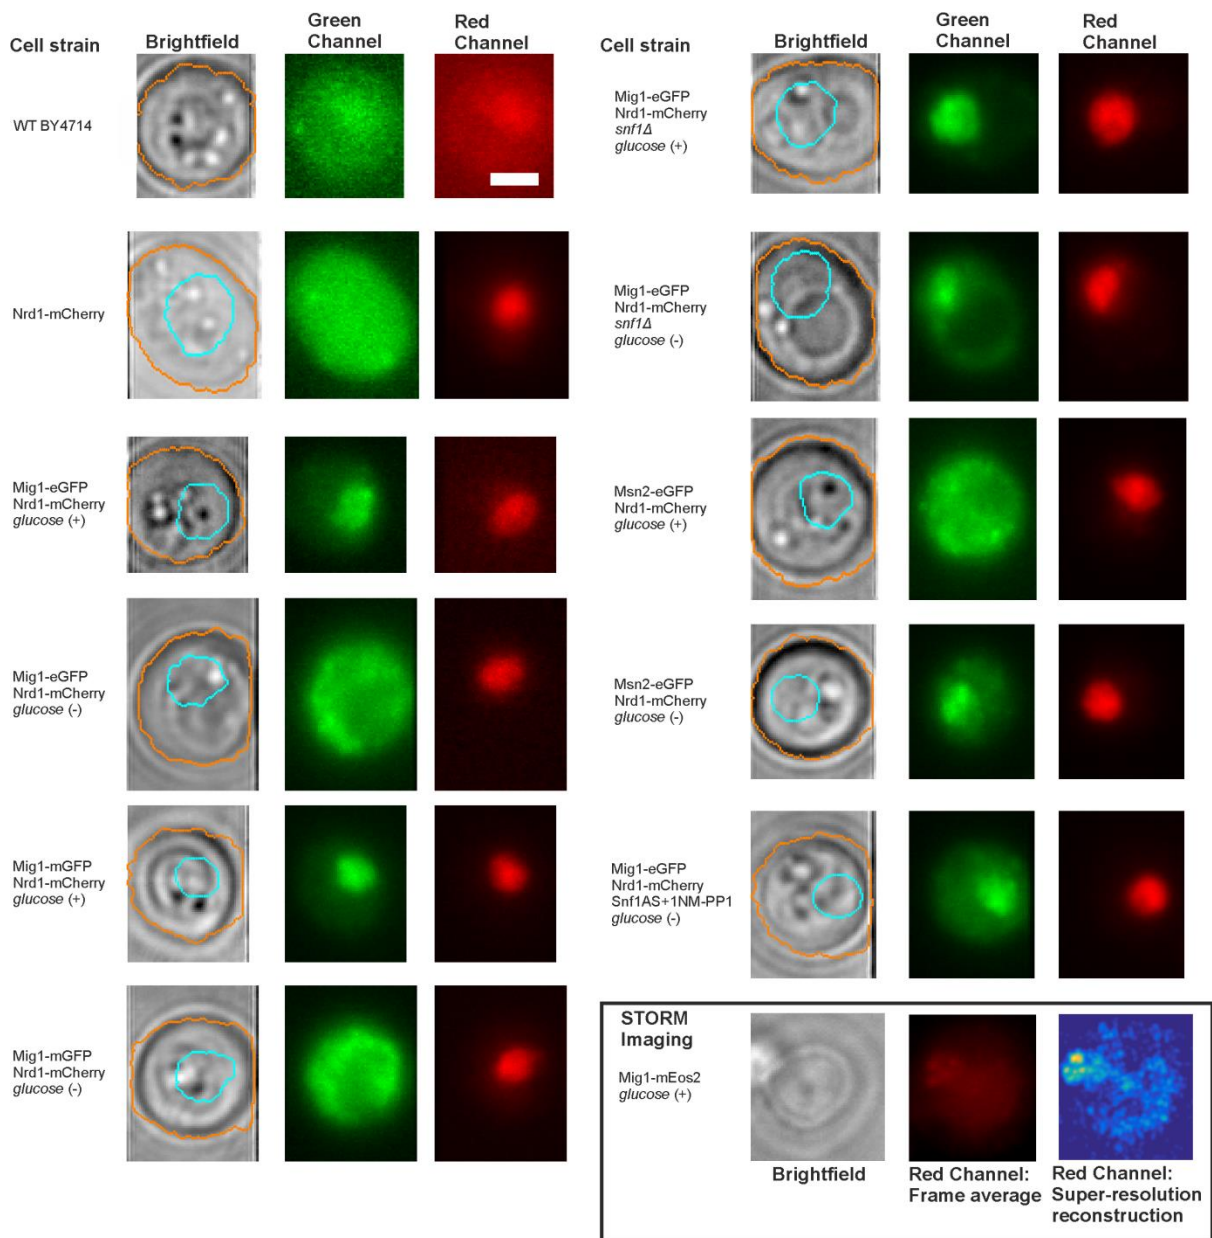 Cell strain
Brightfield
Green
Channel
Red
Channel
WT BY4714
Nrd1-mCherry
Mig1-eGFP
Nrd1-mCherry
glucose (+)
Mig1-eGFP
Nrd1-mCherry
glucose (-)
Mig1-mGFP
Nrd1-mCherry
glucose (+)
Mig1-mGFP
Nrd1-mCherry
glucose (-)
Cell strain
Brightfield
Green
Channel
Red
Channel
Mig1-eGFP
Nrd1-mCherry
snf1Δ
glucose (+)
Mig1-eGFP
Nrd1-mCherry
snf1Δ
glucose (-)
Msn2-eGFP
Nrd1-mCherry
glucose (+)
Msn2-eGFP
Nrd1-mCherry
glucose (-)
Mig1-eGFP
Nrd1-mCherry
Snf1AS+1NM-PP1
glucose (-)
STORM
Imaging
Mig1-mEos2
glucose (+)
Brightfield
Red Channel:
Frame average
Red Channel:
Super-resolution
reconstruction